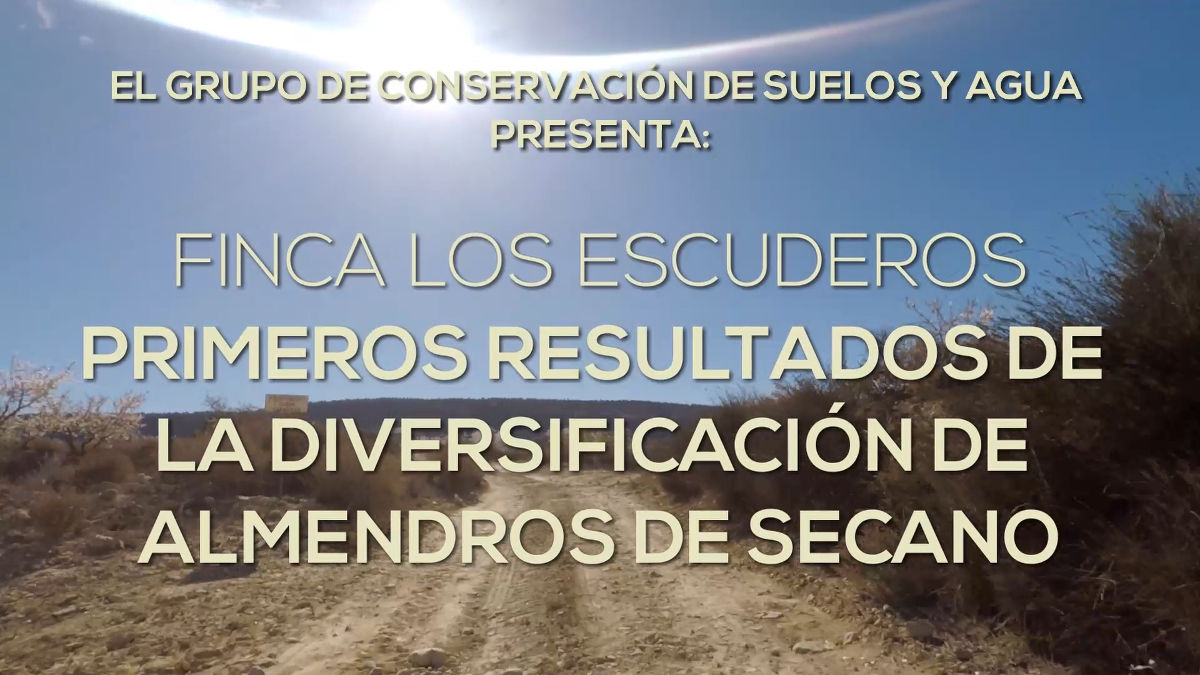 EL GRUPO DE CONSERVACIÓN DE SUELOS Y AGUA
PRESENTA:
FINCA LOS ESCUDEROS
PRIMEROS RESULTADOS DE
LA DIVERSIFICACIÓN DE
ALMENDROS DE SECANO